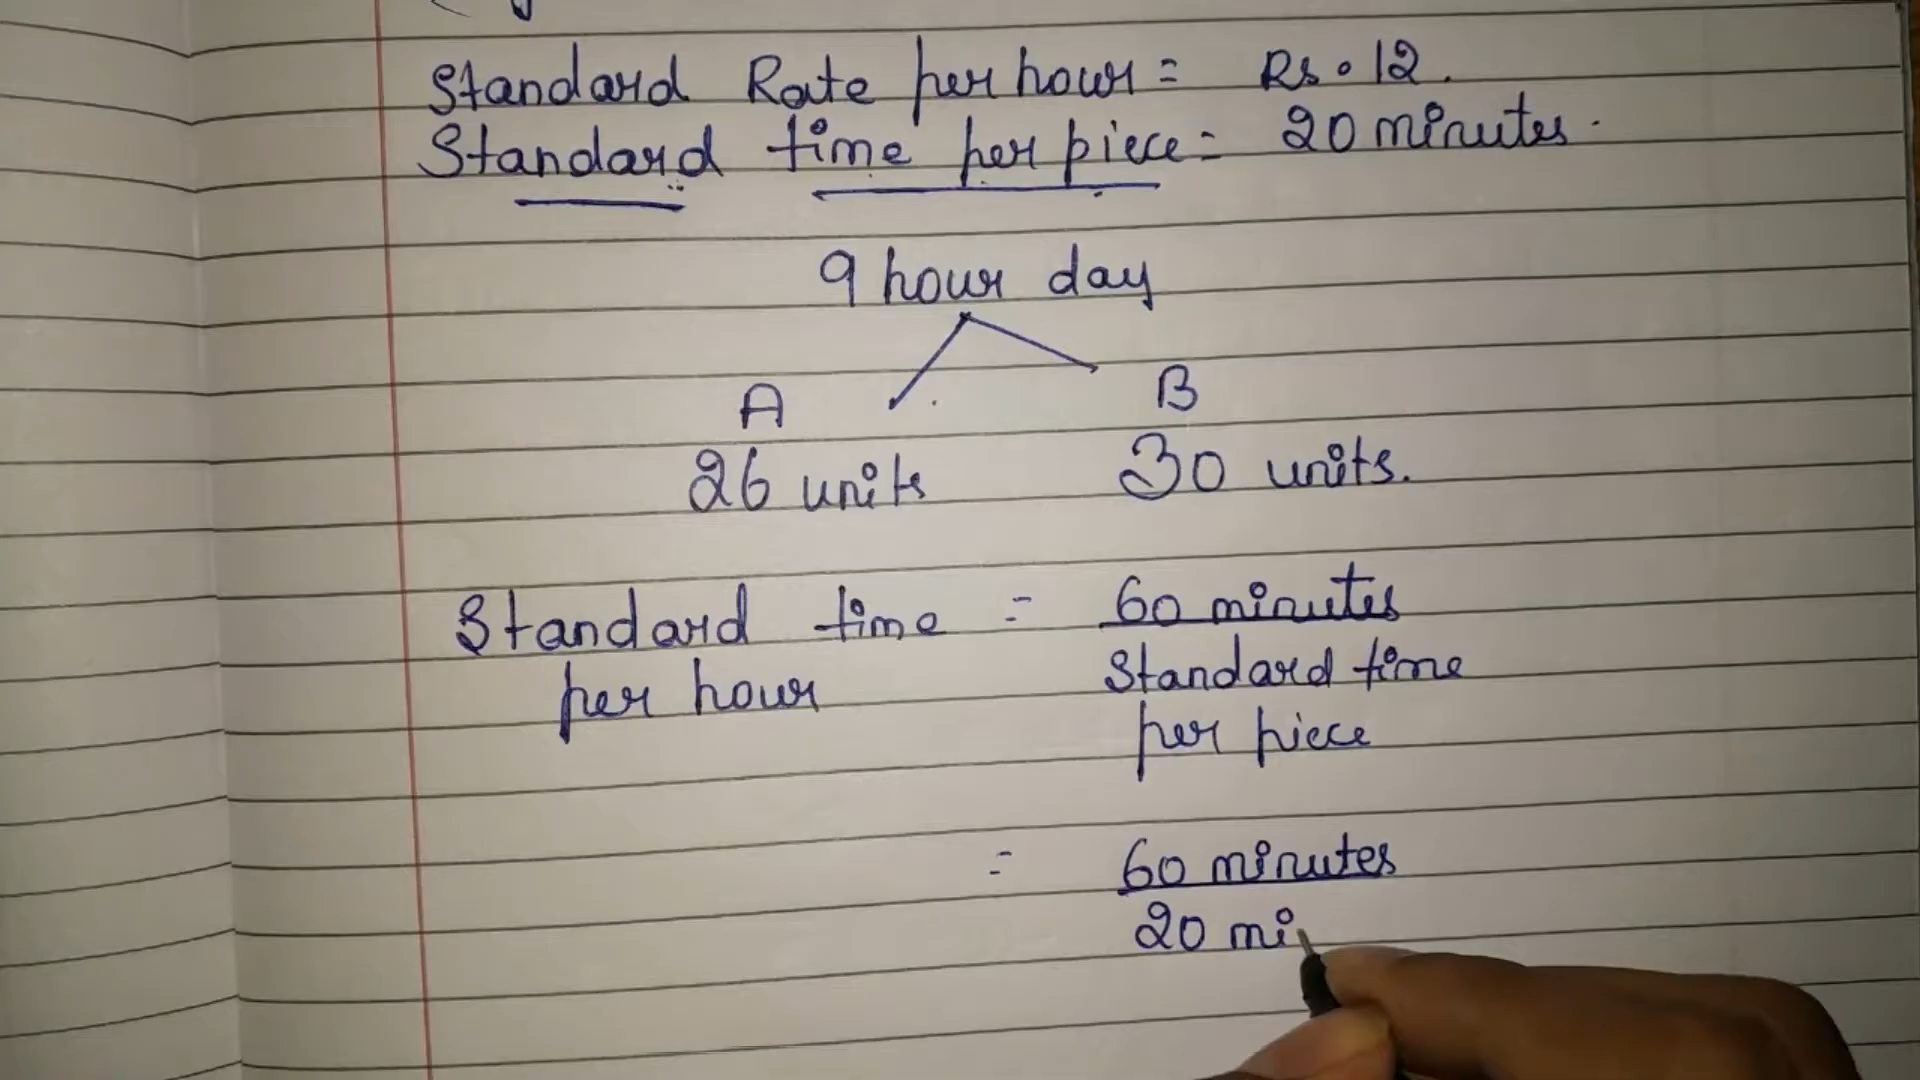 Standard Rate per hour = Rs. 12.
Standard time per piece = 20 minutes.
9 hour day
A B
26 units 30 units.
Standard time = 60 minutes
per hour Standard time
per piece
= 60 minutes
20 mi